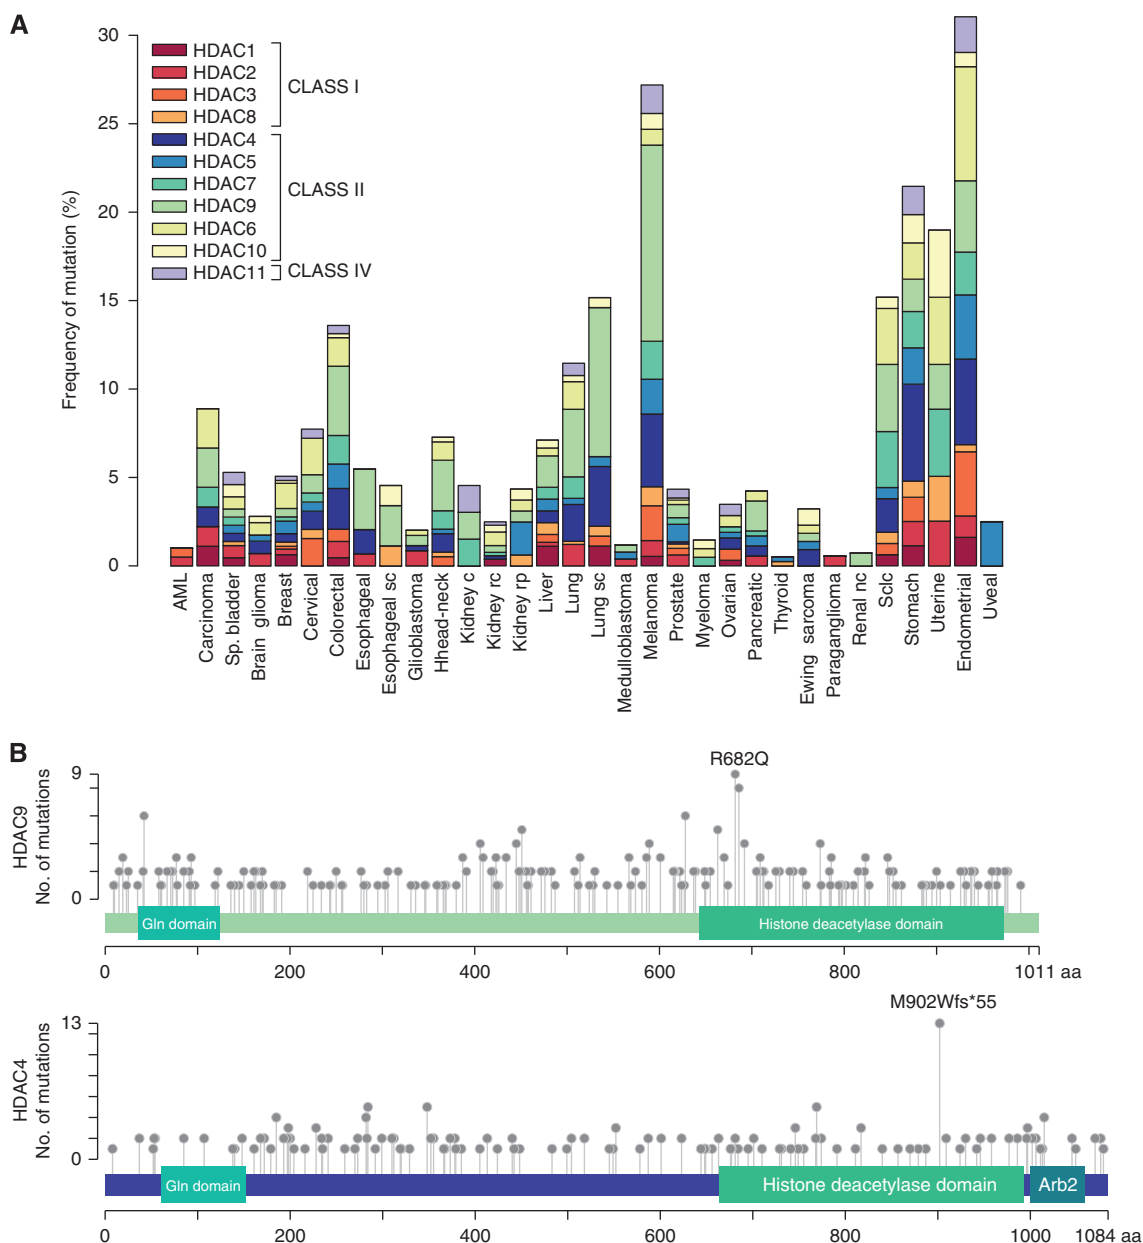 A
30
25
20
15
10
5
0
Frequency of mutation (%)
HDAC1
HDAC2
HDAC3
HDAC8
HDAC4
HDAC5
HDAC7
HDAC9
HDAC6
HDAC10
HDAC11
CLASS I
CLASS II
CLASS IV
AML
Carcinoma
Sp. bladder
Brain glioma
Breast
Cervical
Colorectal
Esophageal
Esophageal sc
Glioblastoma
Hhead-neck
Kidney c
Kidney rc
Kidney rp
Liver
Lung
Lung sc
Medulloblastoma
Melanoma
Prostate
Myeloma
Ovarian
Pancreatic
Thyroid
Ewing sarcoma
Paraganglioma
Renal nc
Sclc
Stomach
Uterine
Endometrial
Uveal
B
HDAC9
No. of mutations
9
0
R682Q
Gln domain
Histone deacetylase domain
0 200 400 600 800 1011 aa
HDAC4
No. of mutations
13
0
M902Wfs*55
Gln domain
Histone deacetylase domain
Arb2
0 200 400 600 800 1000 1084 aa